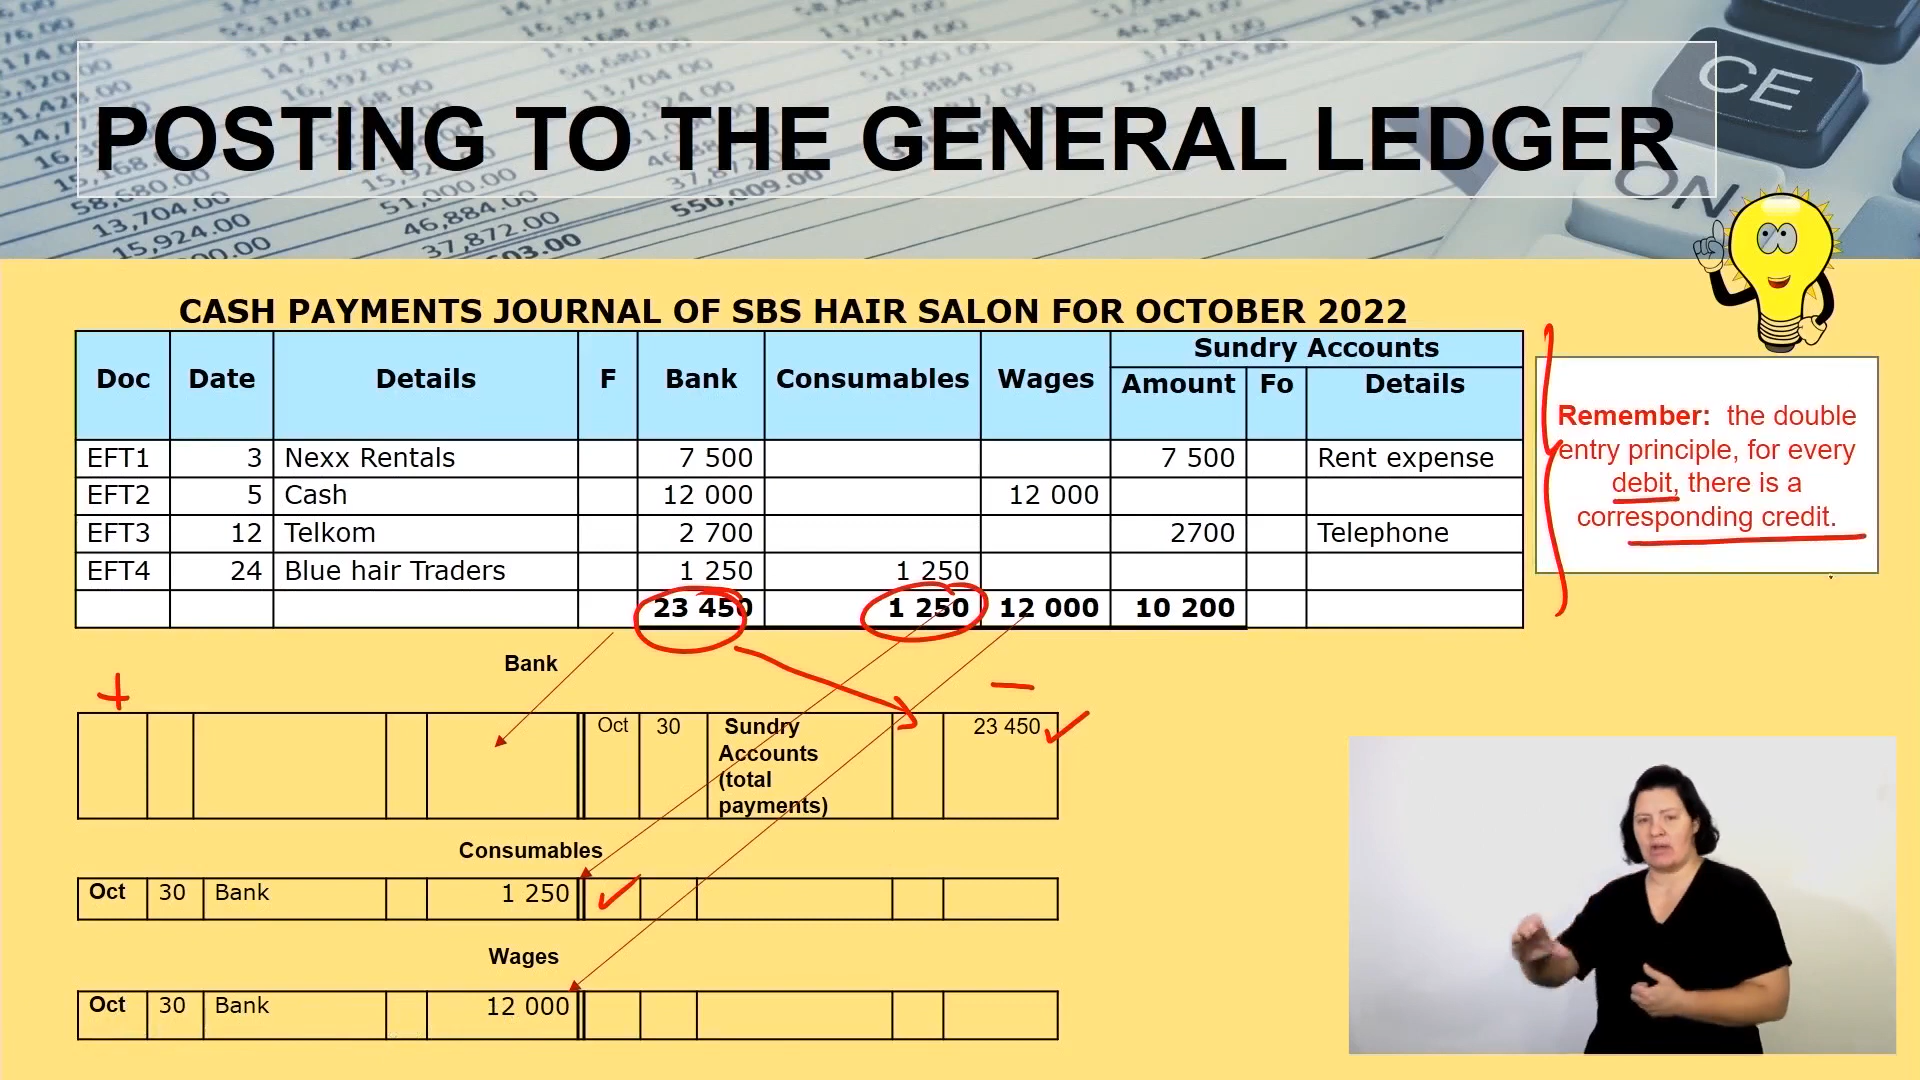 POSTING TO THE GENERAL LEDGER
CE
ON
CASH PAYMENTS JOURNAL OF SBS HAIR SALON FOR OCTOBER 2022
Doc Date Details F Bank Consumables Wages Sundry Accounts
Amount Fo Details
EFT1 3 Nexx Rentals 7 500 7 500 Rent expense
EFT2 5 Cash 12 000 12 000
EFT3 12 Telkom 2 700 2700 Telephone
EFT4 24 Blue hair Traders 1 250 1 250
23 450 1 250 12 000 10 200
Remember: the double
entry principle, for every
debit, there is a
corresponding credit.
Bank
+ −
Oct 30 Sundry 23 450
Accounts
(total
payments)
Consumables
Oct 30 Bank 1 250
Wages
Oct 30 Bank 12 000